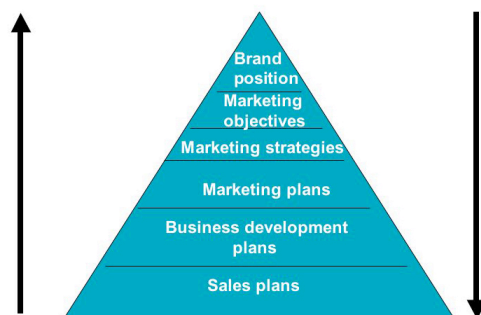 Brand
position
Marketing
objectives
Marketing strategies
Marketing plans
Business development
plans
Sales plans